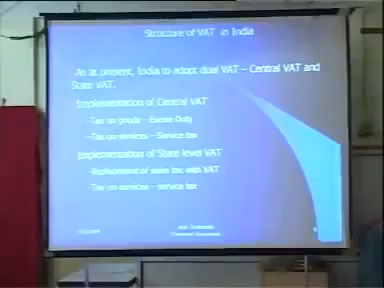 Structure of VAT in India
As at present, India to adopt dual VAT – Central VAT and
State VAT.
Implementation of Central VAT
–Tax on goods – Excise Duty
–Tax on services – Service tax
Implementation of State level VAT
–Replacement of sales tax with VAT
–Tax on services – service tax
Chartered Accountants